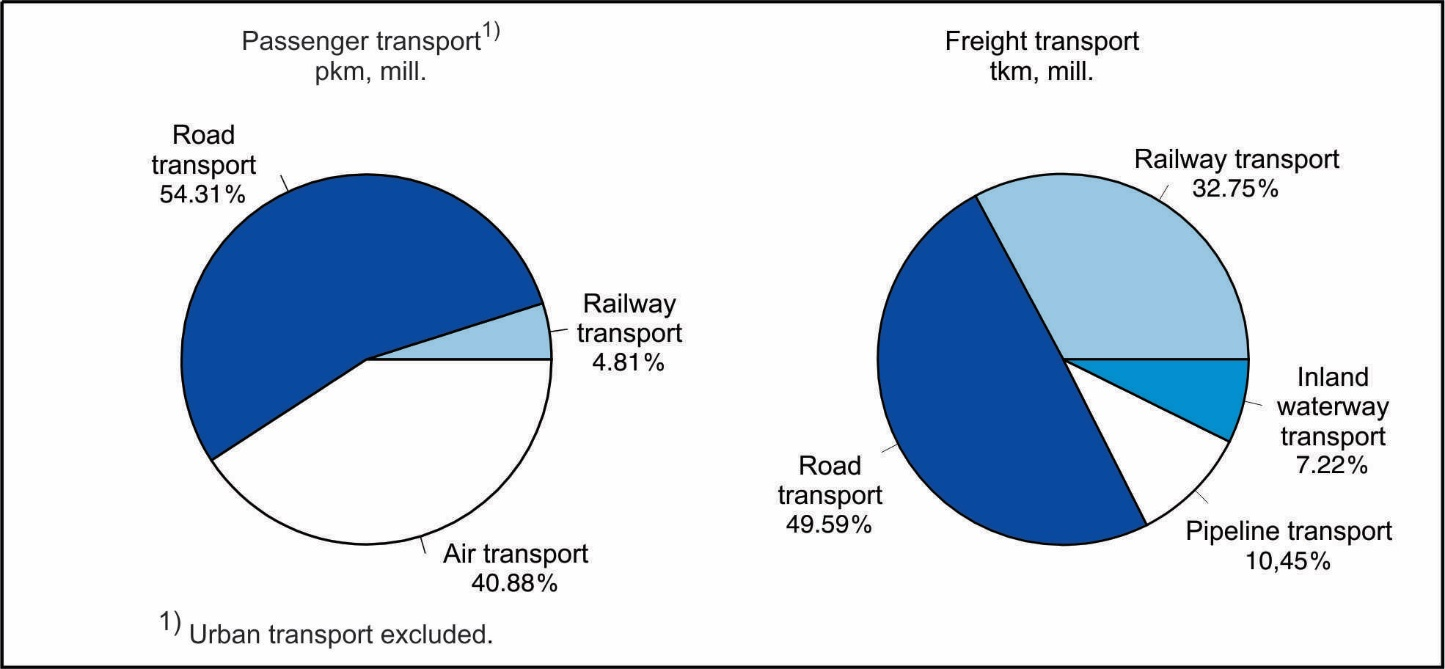 Passenger transport1)
pkm, mill.
Road
transport
54.31%
Railway
transport
4.81%
Air transport
40.88%
1) Urban transport excluded.
Freight transport
tkm, mill.
Railway transport
32.75%
Inland
waterway
transport
7.22%
Road
transport
49.59%
Pipeline transport
10,45%